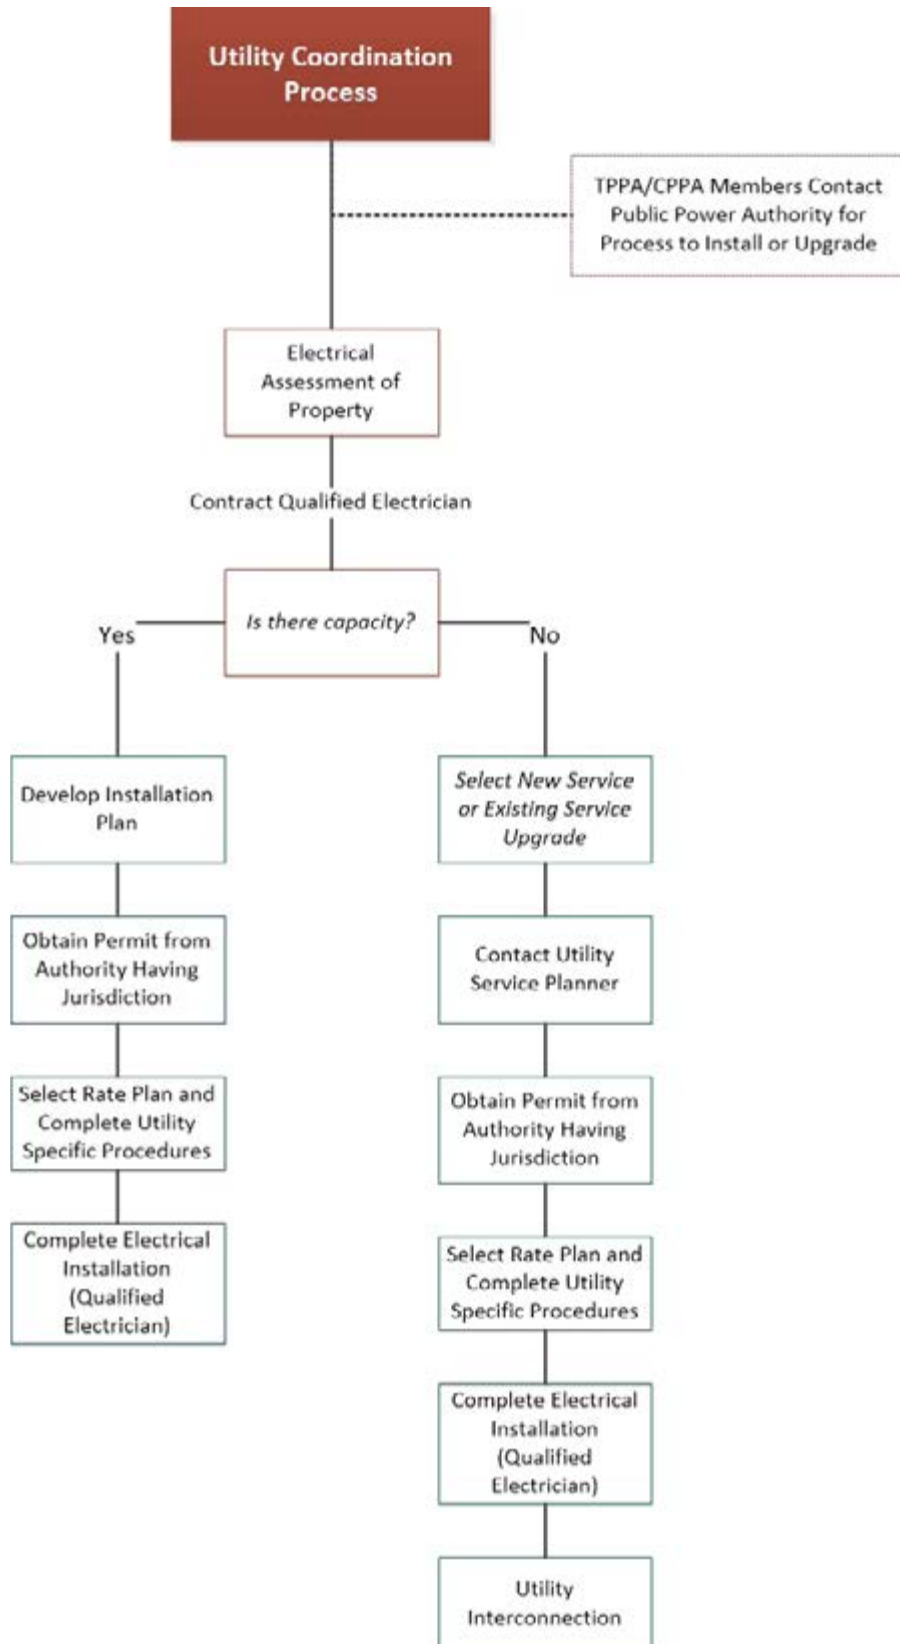 Utility Coordination
Process
TPPA/CPPA Members Contact
Public Power Authority for
Process to Install or Upgrade
Electrical
Assessment of
Property
Contract Qualified Electrician
Is there capacity?
Yes
No
Develop Installation
Plan
Obtain Permit from
Authority Having
Jurisdiction
Select Rate Plan and
Complete Utility
Specific Procedures
Complete Electrical
Installation
(Qualified
Electrician)
Select New Service
or Existing Service
Upgrade
Contact Utility
Service Planner
Obtain Permit from
Authority Having
Jurisdiction
Select Rate Plan and
Complete Utility
Specific Procedures
Complete Electrical
Installation
(Qualified
Electrician)
Utility
Interconnection